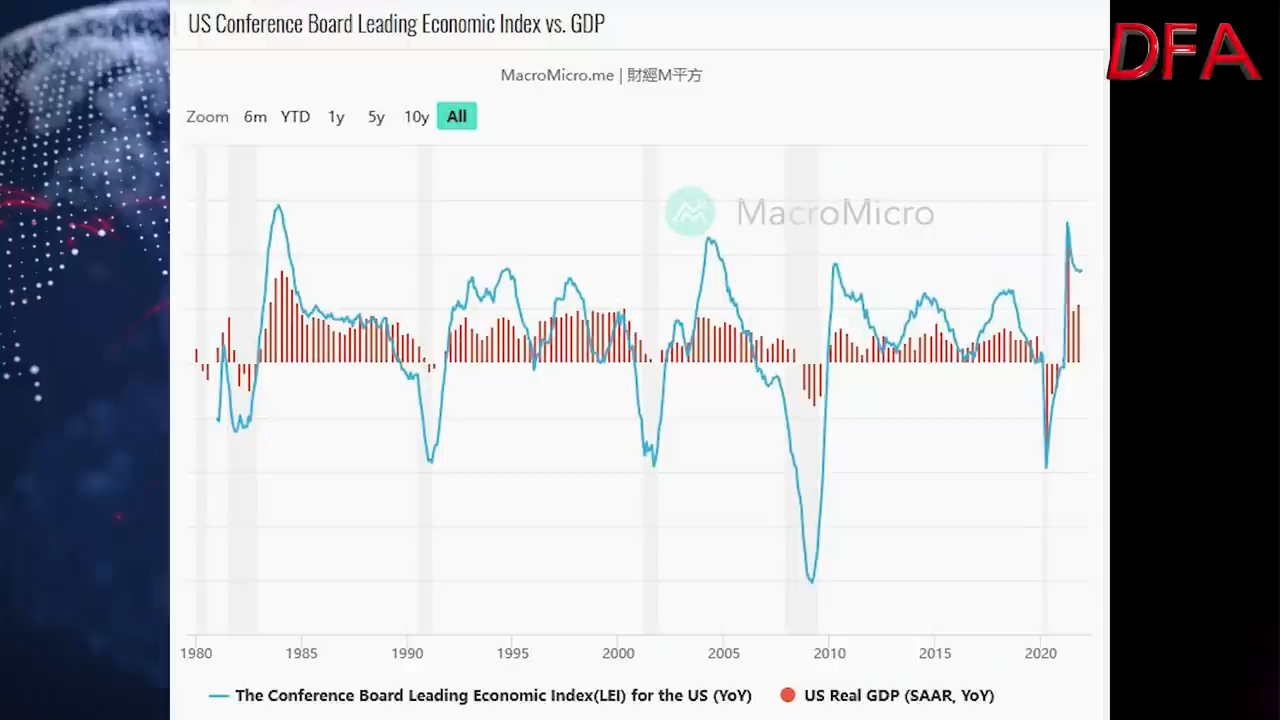 US Conference Board Leading Economic Index vs. GDP
DFA
MacroMicro.me | 財經M平方
Zoom 6m YTD 1y 5y 10y All
MacroMicro
1980 1985 1990 1995 2000 2005 2010 2015 2020
The Conference Board Leading Economic Index(LEI) for the US (YoY) US Real GDP (SAAR, YoY)